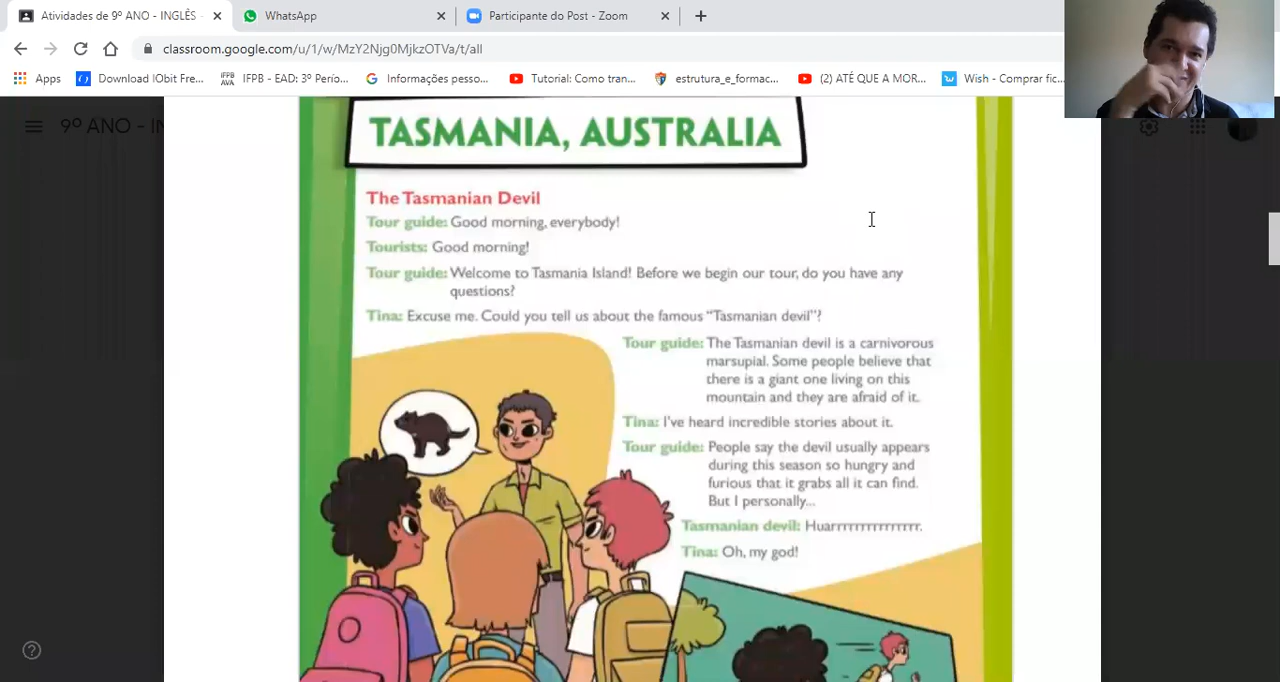 Atividades de 9º ANO - INGLÊS
WhatsApp
Participante do Post - Zoom
classroom.google.com/u/1/w/MzY2Njg0MjkzOTVa/t/all
Apps
Download IObit Fre...
IFPB - EAD: 3º Perío...
Informações pesso...
Tutorial: Como tran...
estrutura_e_formac...
(2) ATÉ QUE A MOR...
Wish - Comprar fic...
9º ANO - IN
TASMANIA, AUSTRALIA
The Tasmanian Devil
Tour guide: Good morning, everybody!
Tourists: Good morning!
Tour guide: Welcome to Tasmania Island! Before we begin our tour, do you have any
questions?
Tina: Excuse me. Could you tell us about the famous “Tasmanian devil”?
Tour guide: The Tasmanian devil is a carnivorous
marsupial. Some people believe that
there is a giant one living on this
mountain and they are afraid of it.
Tina: I've heard incredible stories about it.
Tour guide: People say the devil usually appears
during this season so hungry and
furious that it grabs all it can find.
But I personally...
Tasmanian devil: Huarrrrrrrrrrrrrr.
Tina: Oh, my god!